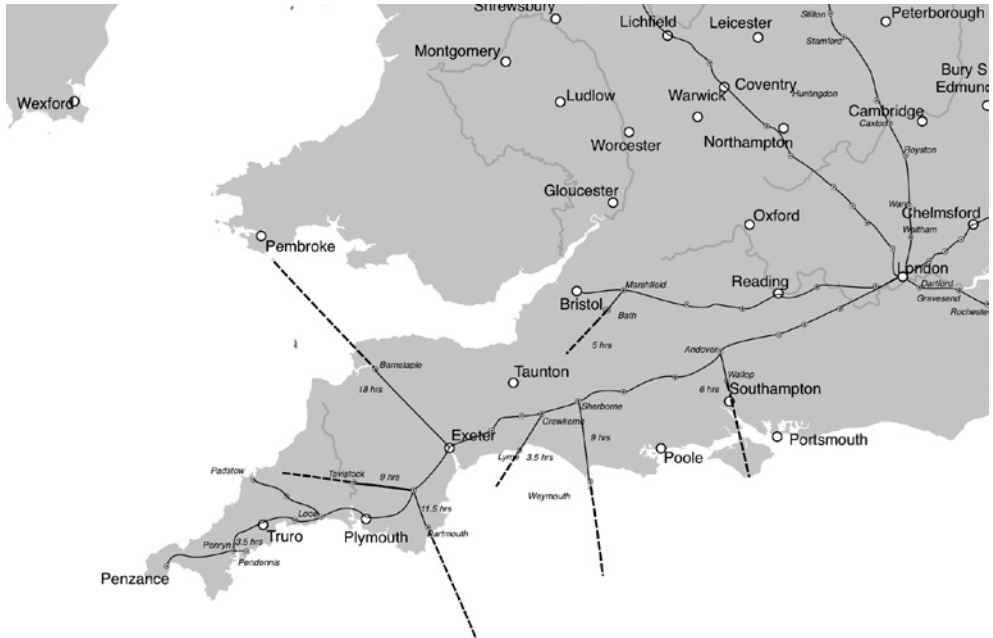 Shrewsbury
Lichfield
Leicester
Stilton
Peterborough
Stamford
Montgomery
Wexford
Ludlow
Warwick
Coventry
Huntingdon
Bury S
Edmund
Cambridge
Caxton
Worcester
Northampton
Royston
Gloucester
Oxford
Ware
Chelmsford
Waltham
Pembroke
London
Marshfield
Reading
Dartford
Gravesend
Rochester
Bristol
Bath
5 hrs
Andover
Barnstaple
18 hrs
Taunton
Wallop
6 hrs
Southampton
Sherborne
Crewkerne
Exeter
9 hrs
Portsmouth
Lyme
3.5 hrs
Poole
Padstow
Tavistock
9 hrs
Weymouth
11.5 hrs
Looe
Truro
Plymouth
Dartmouth
Penryn
3.5 hrs
Pendennis
Penzance